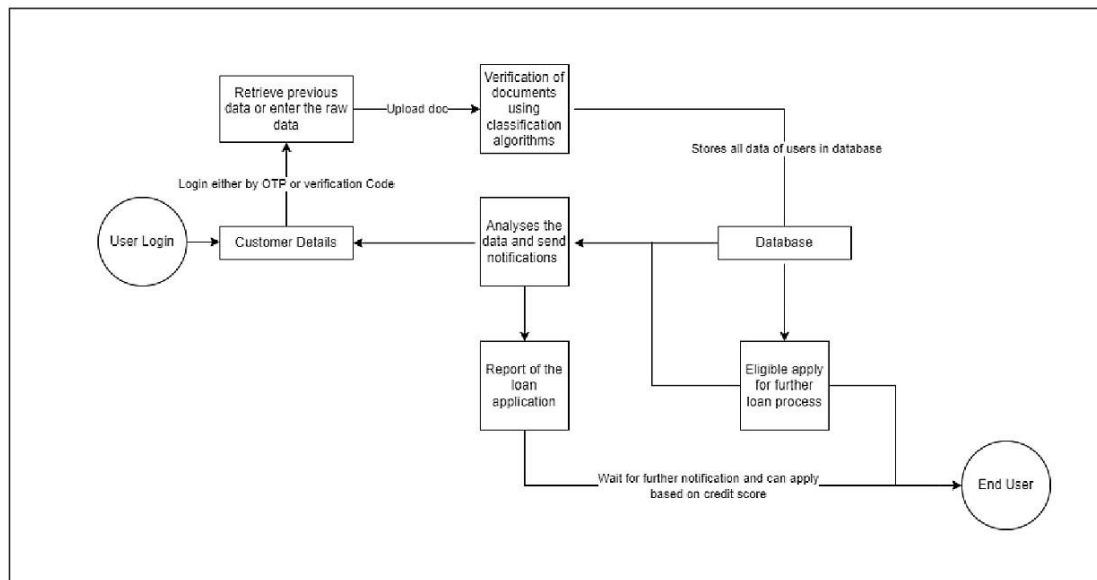 Retrieve previous
data or enter the raw
data
Upload doc
Verification of
documents
using
classification
algorithms
Stores all data of users in database
Login either by OTP or verification Code
User Login
Customer Details
Analyses the
data and send
notifications
Database
Report of the
loan
application
Eligible apply
for further
loan process
Wait for further notification and can apply
based on credit score
End User